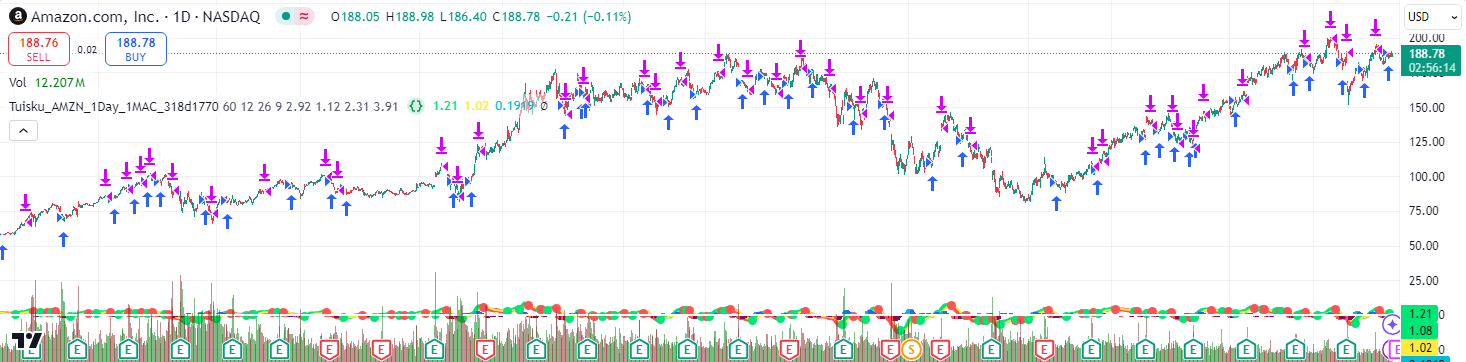 a Amazon.com, Inc. · 1D · NASDAQ O188.05 H188.98 L186.40 C188.78 −0.21 (−0.11%)
USD
188.76 SELL
0.02
188.78 BUY
Vol 12.207M
Tuisku_AMZN_1Day_1MAC_318d1770 60 12 26 9 2.92 1.12 2.31 3.91 {} 1.21 1.02
200.00
188.78
02:56:14
150.00
125.00
100.00
75.00
50.00
25.00
1.21
1.08
1.02
E E E E E E E E E E E E E E E E E S E E E E E E E E E